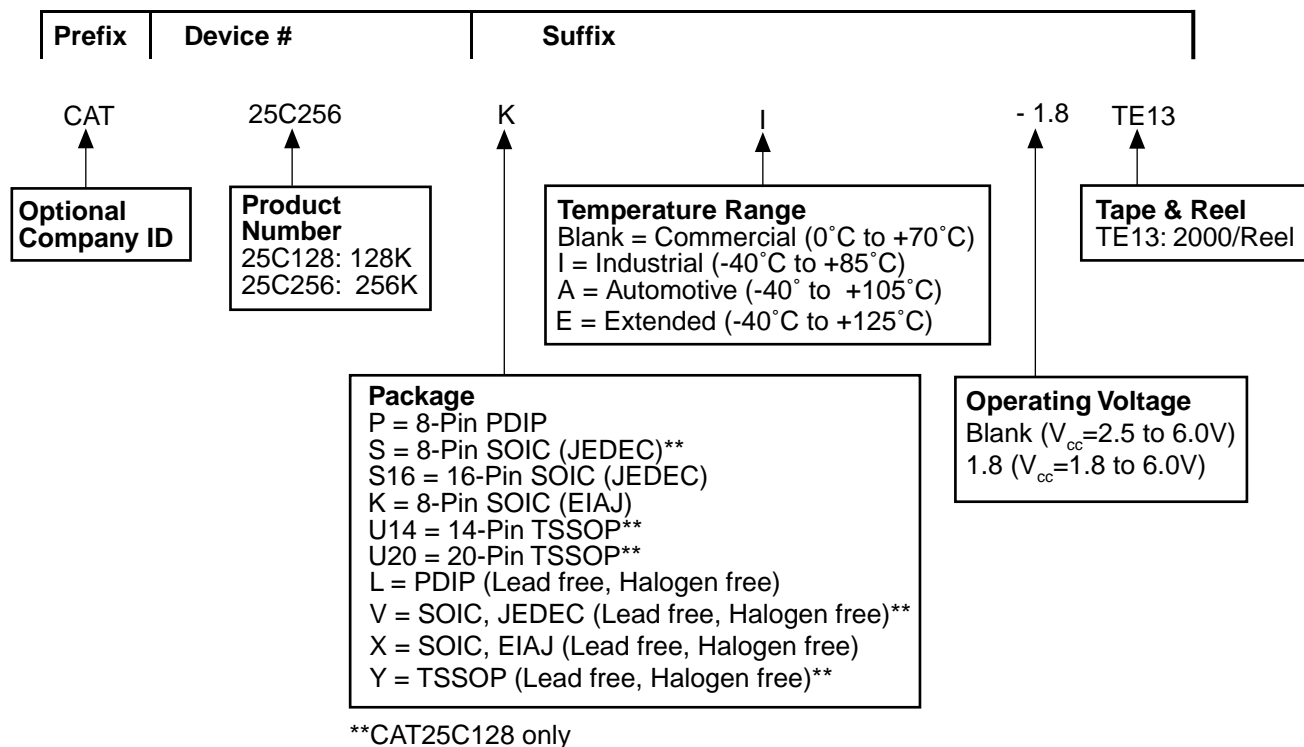 Prefix Device # Suffix
CAT 25C256 K I - 1.8 TE13
Optional
Company ID
Product
Number
25C128: 128K
25C256: 256K
Temperature Range
Blank = Commercial (0˚C to +70˚C)
I = Industrial (-40˚C to +85˚C)
A = Automotive (-40˚ to +105˚C)
E = Extended (-40˚C to +125˚C)
Tape & Reel
TE13: 2000/Reel
Package
P = 8-Pin PDIP
S = 8-Pin SOIC (JEDEC)**
S16 = 16-Pin SOIC (JEDEC)
K = 8-Pin SOIC (EIAJ)
U14 = 14-Pin TSSOP**
U20 = 20-Pin TSSOP**
L = PDIP (Lead free, Halogen free)
V = SOIC, JEDEC (Lead free, Halogen free)**
X = SOIC, EIAJ (Lead free, Halogen free)
Y = TSSOP (Lead free, Halogen free)**
Operating Voltage
Blank (Vcc=2.5 to 6.0V)
1.8 (Vcc=1.8 to 6.0V)
**CAT25C128 only